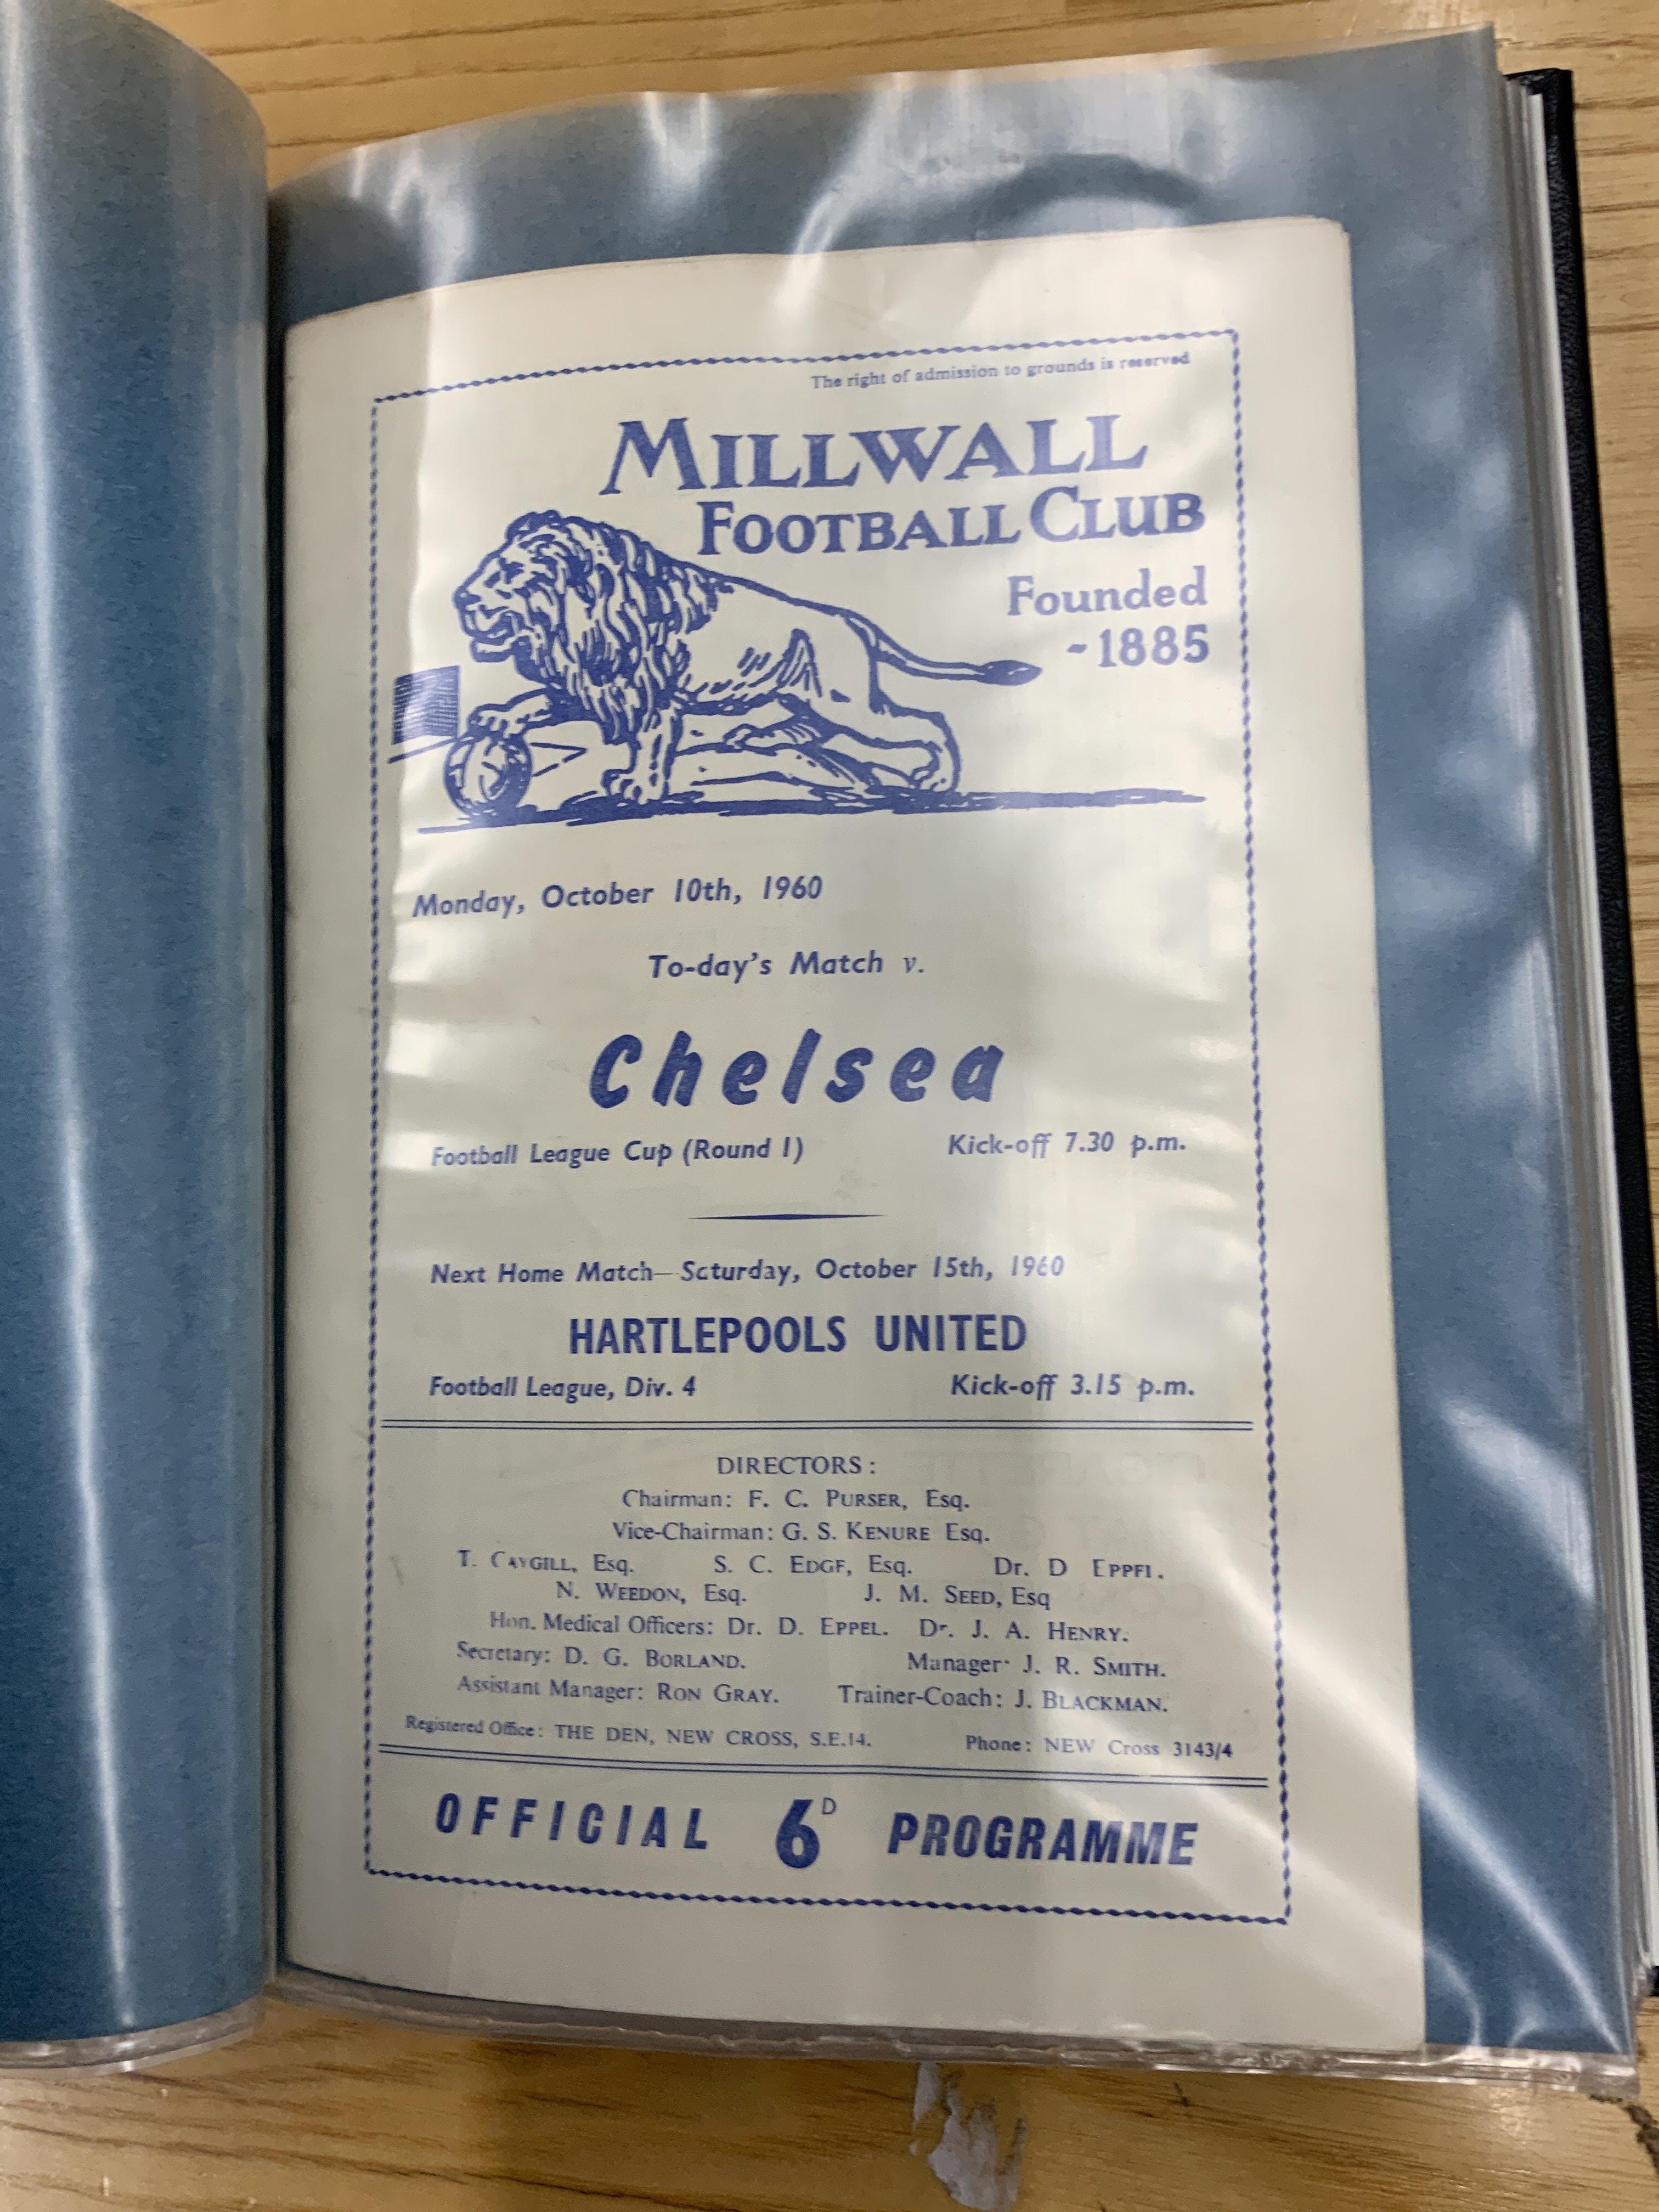 The right of admission to grounds is reserved
MILLWALL
FOOTBALL CLUB
Founded
-1885
Monday, October 10th, 1960
To-day's Match v.
Chelsea
Football League Cup (Round 1) Kick-off 7.30 p.m.
Next Home Match—Saturday, October 15th, 1960
HARTLEPOOLS UNITED
Football League, Div. 4 Kick-off 3.15 p.m.
DIRECTORS :
Chairman: F. C. PURSER, Esq.
Vice-Chairman: G. S. KENURE Esq.
T. CAYGILL, Esq. S. C. EDGE, Esq. Dr. D EPPEL.
N. WEEDON, Esq. J. M. SEED, Esq
Hon. Medical Officers: Dr. D. EPPEL. Dr. J. A. HENRY.
Secretary: D. G. BORLAND. Manager: J. R. SMITH.
Assistant Manager: RON GRAY. Trainer-Coach: J. BLACKMAN.
Registered Office: THE DEN, NEW CROSS, S.E.14. Phone: NEW Cross 3143/4
OFFICIAL 6D PROGRAMME